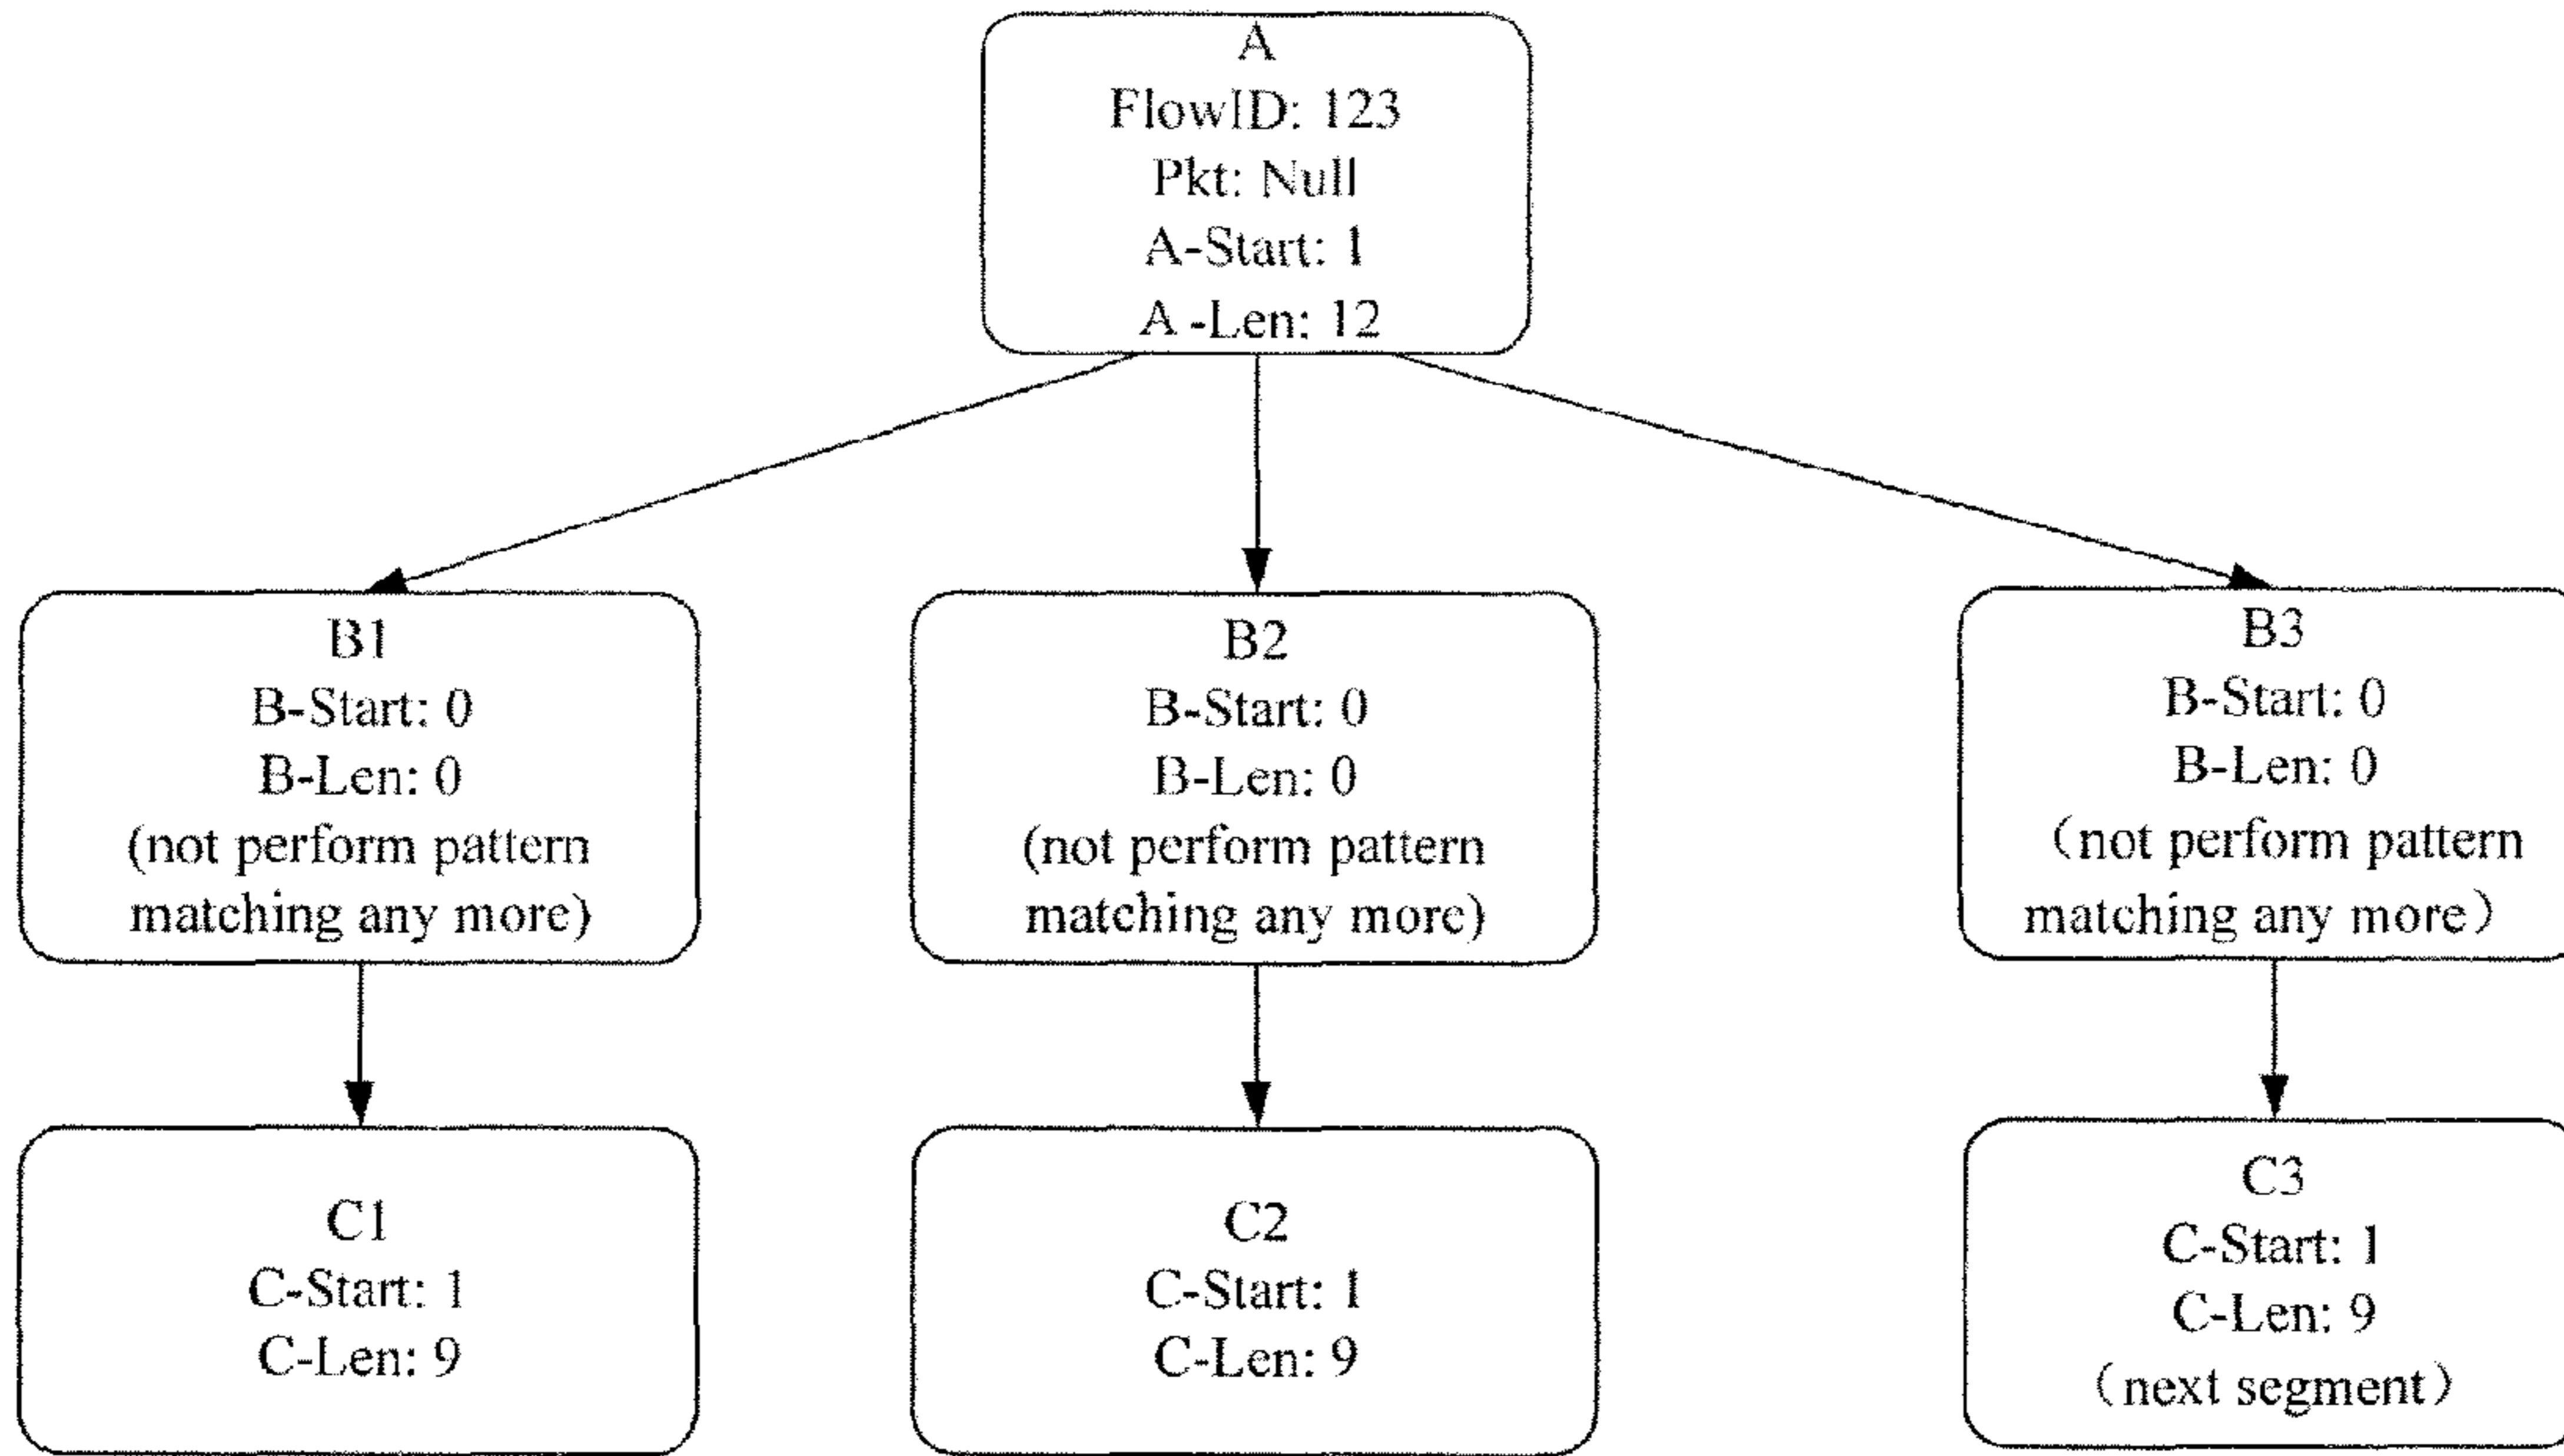 A
FlowID: 123
Pkt: Null
A-Start: 1
A -Len: 12
B1
B-Start: 0
B-Len: 0
(not perform pattern
matching any more)
B2
B-Start: 0
B-Len: 0
(not perform pattern
matching any more)
B3
B-Start: 0
B-Len: 0
（not perform pattern
matching any more）
C1
C-Start: 1
C-Len: 9
C2
C-Start: 1
C-Len: 9
C3
C-Start: 1
C-Len: 9
（next segment）